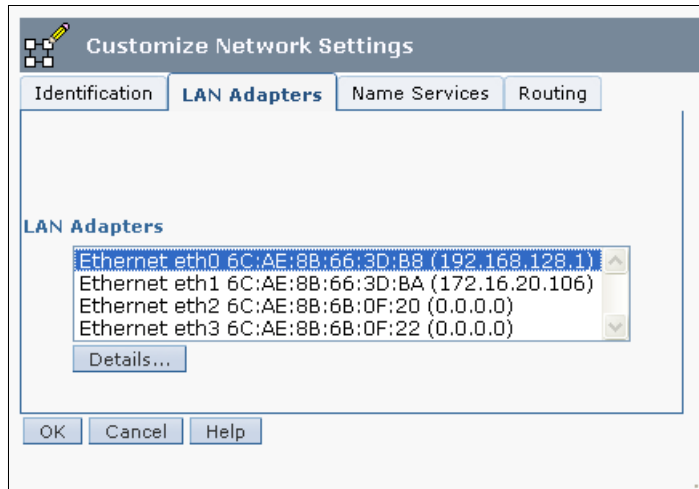 Customize Network Settings
Identification LAN Adapters Name Services Routing
LAN Adapters
Ethernet eth0 6C:AE:8B:66:3D:B8 (192.168.128.1)
Ethernet eth1 6C:AE:8B:66:3D:BA (172.16.20.106)
Ethernet eth2 6C:AE:8B:6B:0F:20 (0.0.0.0)
Ethernet eth3 6C:AE:8B:6B:0F:22 (0.0.0.0)
Details...
OK Cancel Help